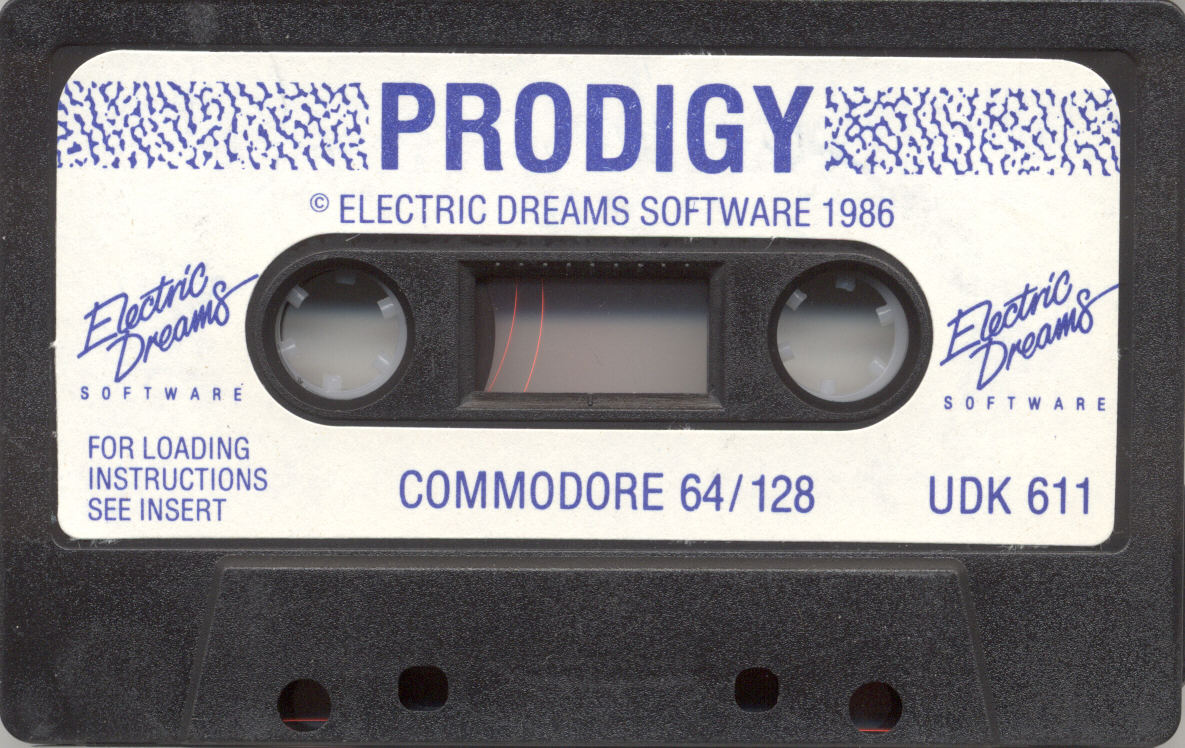 PRODIGY
© ELECTRIC DREAMS SOFTWARE 1986
Electric
Dreams
SOFTWARE
Electric
Dreams
SOFTWARE
FOR LOADING
INSTRUCTIONS
SEE INSERT
COMMODORE 64/128
UDK 611